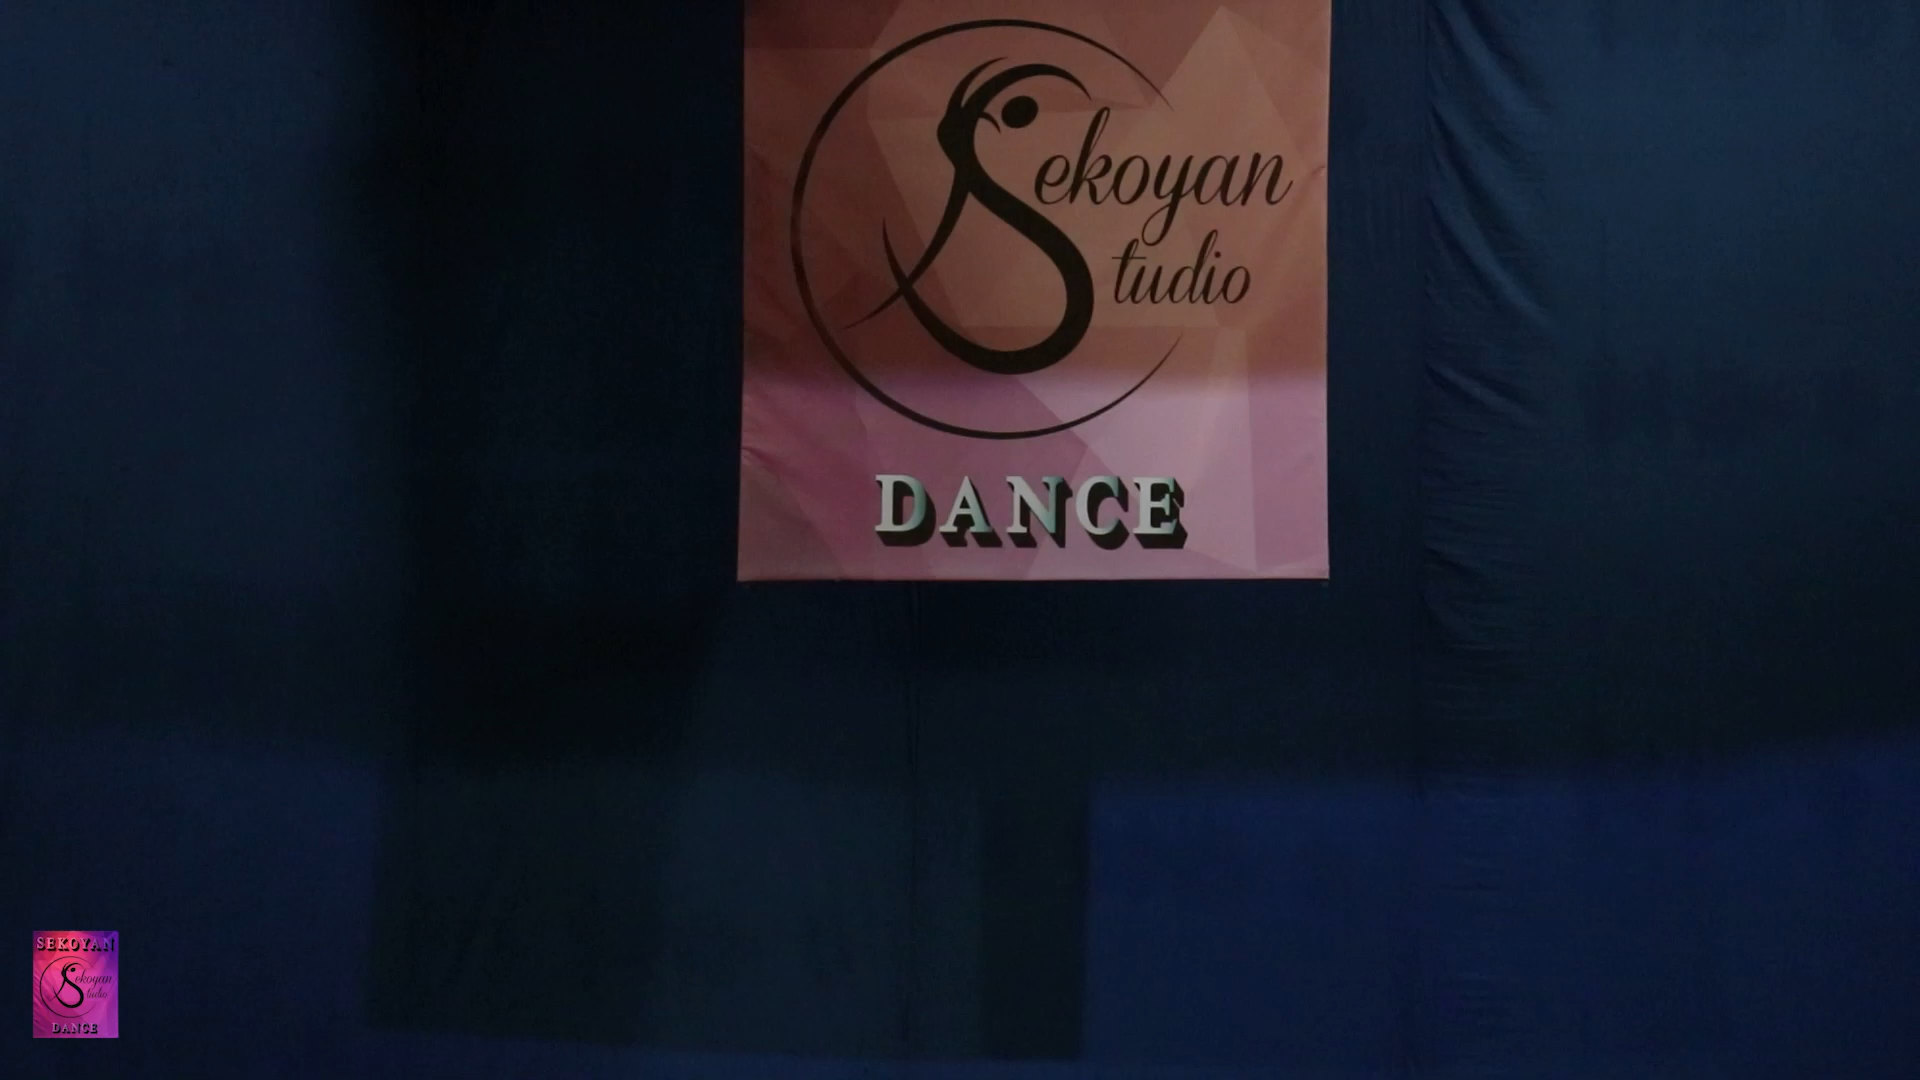 Sekoyan
Studio
DANCE
SEKOYAN
Sekoyan
Studio
DANCE